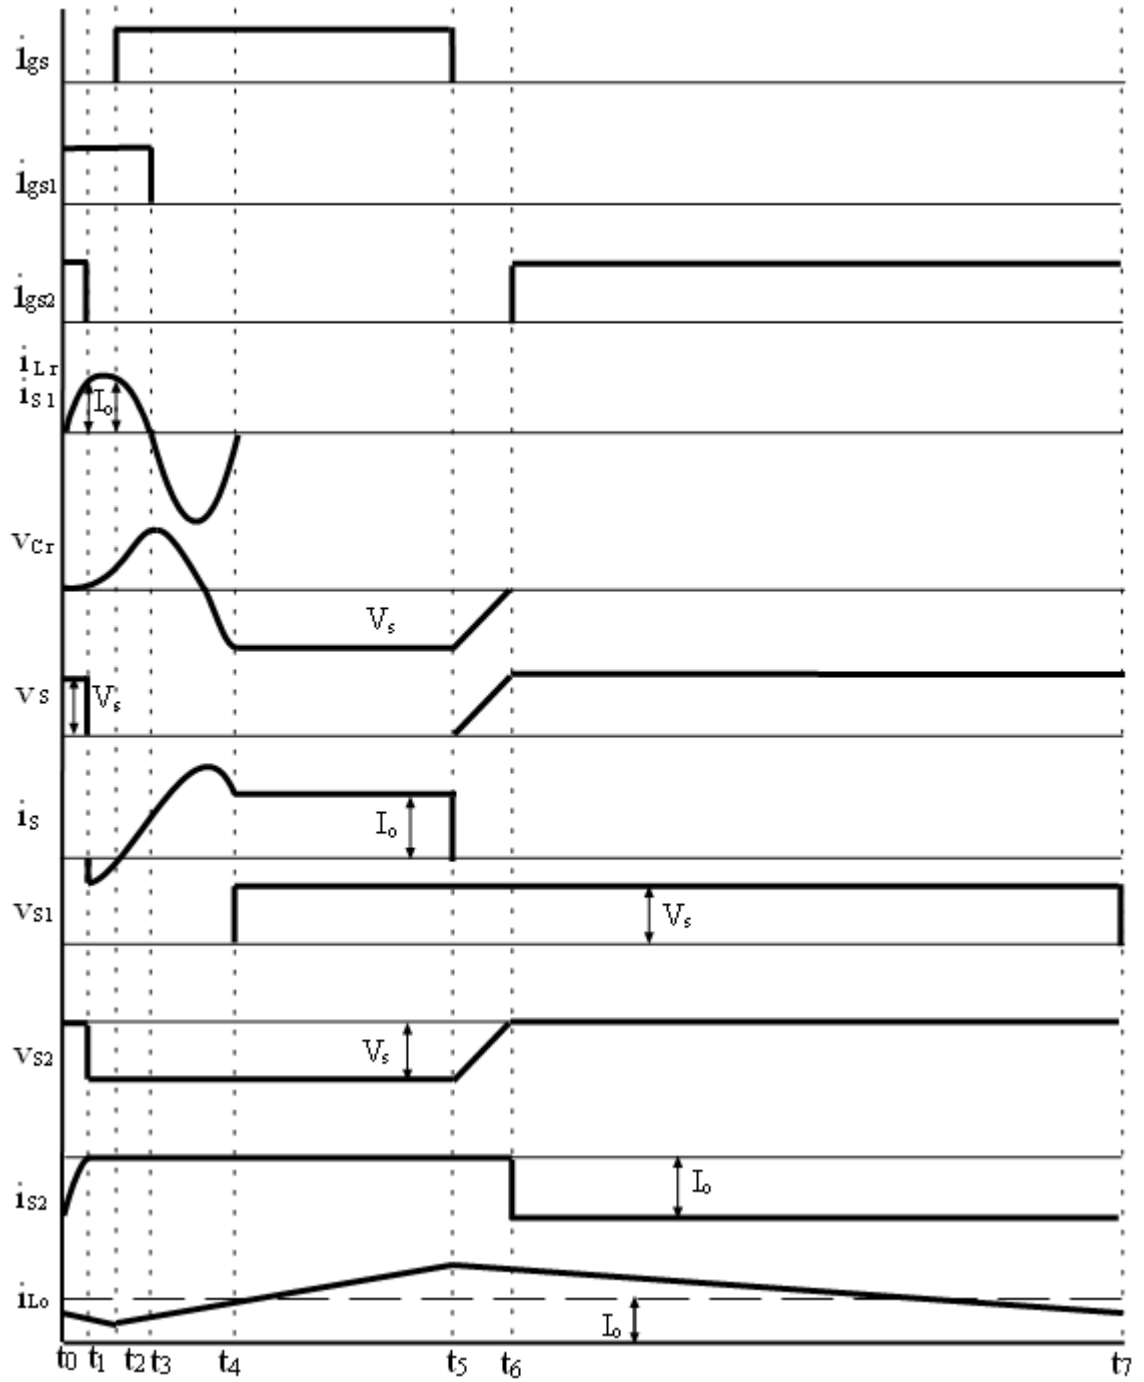 igs
igs1
igs2
iLr
iS1
Io
vCr
Vs
vS
Vs
iS
Io
vS1
Vs
vS2
Vs
iS2
Io
iLo
Io
t0 t1 t2 t3 t4 t5 t6 t7